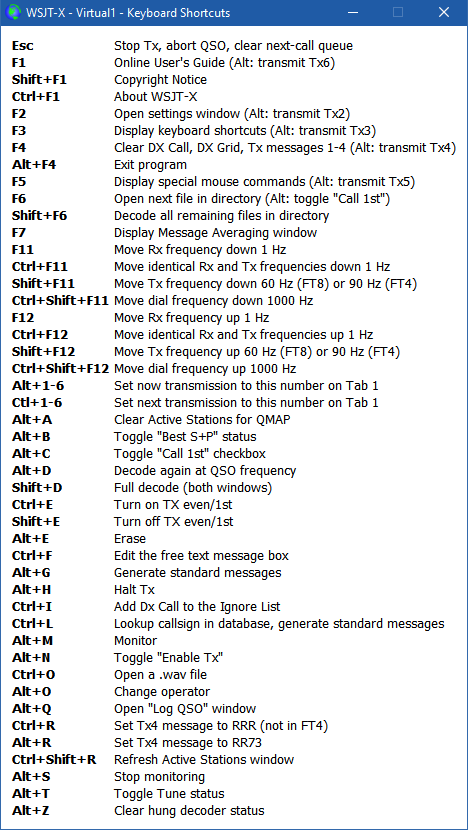 WSJT-X - Virtual1 - Keyboard Shortcuts
Esc Stop Tx, abort QSO, clear next-call queue
F1 Online User's Guide (Alt: transmit Tx6)
Shift+F1 Copyright Notice
Ctrl+F1 About WSJT-X
F2 Open settings window (Alt: transmit Tx2)
F3 Display keyboard shortcuts (Alt: transmit Tx3)
F4 Clear DX Call, DX Grid, Tx messages 1-4 (Alt: transmit Tx4)
Alt+F4 Exit program
F5 Display special mouse commands (Alt: transmit Tx5)
F6 Open next file in directory (Alt: toggle "Call 1st")
Shift+F6 Decode all remaining files in directory
F7 Display Message Averaging window
F11 Move Rx frequency down 1 Hz
Ctrl+F11 Move identical Rx and Tx frequencies down 1 Hz
Shift+F11 Move Tx frequency down 60 Hz (FT8) or 90 Hz (FT4)
Ctrl+Shift+F11 Move dial frequency down 1000 Hz
F12 Move Rx frequency up 1 Hz
Ctrl+F12 Move identical Rx and Tx frequencies up 1 Hz
Shift+F12 Move Tx frequency up 60 Hz (FT8) or 90 Hz (FT4)
Ctrl+Shift+F12 Move dial frequency up 1000 Hz
Alt+1-6 Set now transmission to this number on Tab 1
Ctl+1-6 Set next transmission to this number on Tab 1
Alt+A Clear Active Stations for QMAP
Alt+B Toggle "Best S+P" status
Alt+C Toggle "Call 1st" checkbox
Alt+D Decode again at QSO frequency
Shift+D Full decode (both windows)
Ctrl+E Turn on TX even/1st
Shift+E Turn off TX even/1st
Alt+E Erase
Ctrl+F Edit the free text message box
Alt+G Generate standard messages
Alt+H Halt Tx
Ctrl+I Add Dx Call to the Ignore List
Ctrl+L Lookup callsign in database, generate standard messages
Alt+M Monitor
Alt+N Toggle "Enable Tx"
Ctrl+O Open a .wav file
Alt+O Change operator
Alt+Q Open "Log QSO" window
Ctrl+R Set Tx4 message to RRR (not in FT4)
Alt+R Set Tx4 message to RR73
Ctrl+Shift+R Refresh Active Stations window
Alt+S Stop monitoring
Alt+T Toggle Tune status
Alt+Z Clear hung decoder status